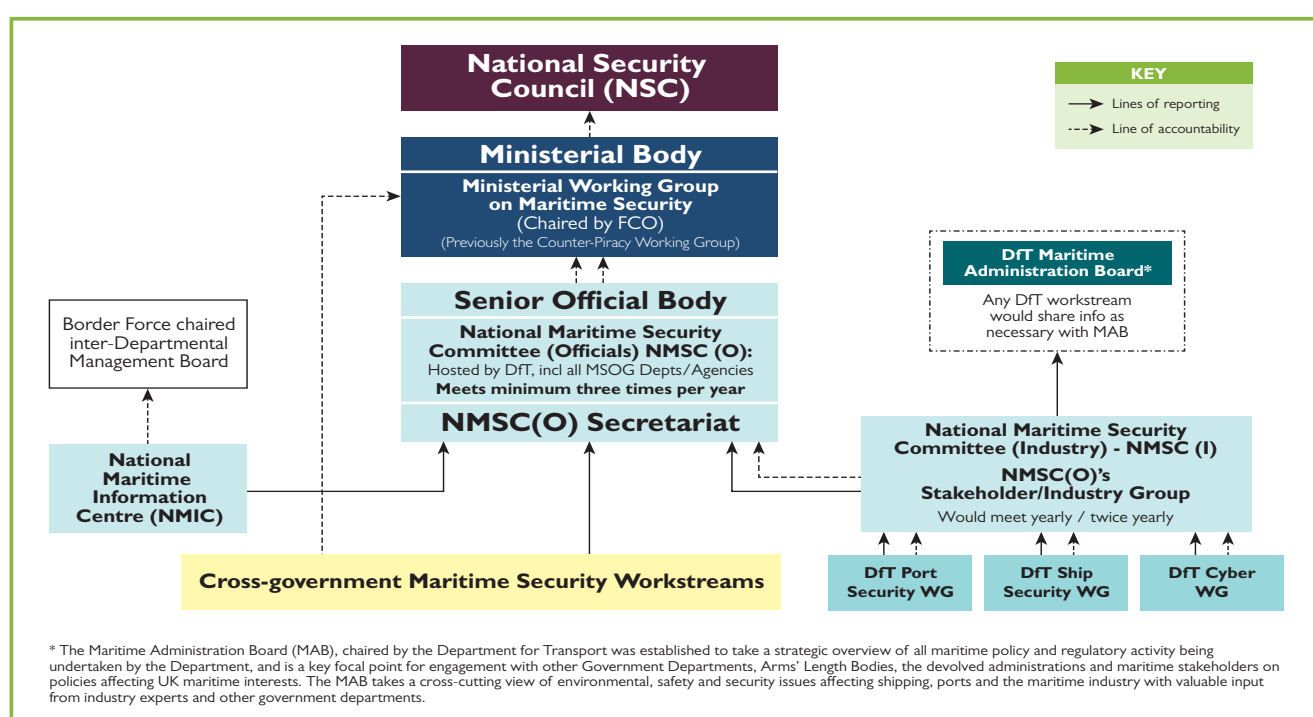 National Security
Council (NSC)
KEY
Lines of reporting
Line of accountability
Ministerial Body
Ministerial Working Group
on Maritime Security
(Chaired by FCO)
(Previously the Counter-Piracy Working Group)
DfT Maritime
Administration Board*
Any DfT workstream
would share info as
necessary with MAB
Senior Official Body
National Maritime Security
Committee (Officials) NMSC (O):
Hosted by DfT, incl all MSOG Depts/Agencies
Meets minimum three times per year
NMSC(O) Secretariat
Border Force chaired
inter-Departmental
Management Board
National
Maritime
Information
Centre (NMIC)
National Maritime Security
Committee (Industry) - NMSC (I)
NMSC(O)'s
Stakeholder/Industry Group
Would meet yearly / twice yearly
Cross-government Maritime Security Workstreams
DfT Port
Security WG
DfT Ship
Security WG
DfT Cyber
WG
* The Maritime Administration Board (MAB), chaired by the Department for Transport was established to take a strategic overview of all maritime policy and regulatory activity being
undertaken by the Department, and is a key focal point for engagement with other Government Departments, Arms' Length Bodies, the devolved administrations and maritime stakeholders on
policies affecting UK maritime interests. The MAB takes a cross-cutting view of environmental, safety and security issues affecting shipping, ports and the maritime industry with valuable input
from industry experts and other government departments.